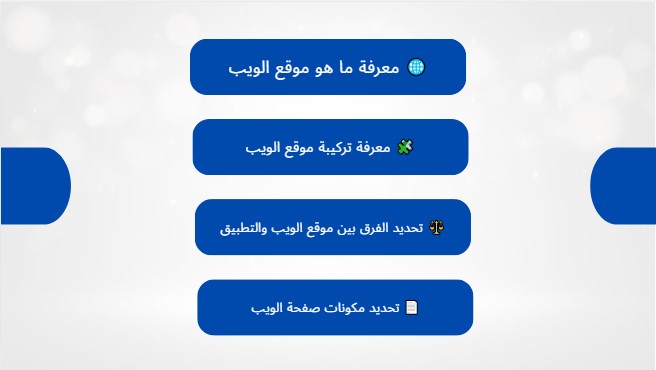 🌐 معرفة ما هو موقع الويب
🧩 معرفة تركيبة موقع الويب
⚖️ تحديد الفرق بين موقع الويب والتطبيق
📄 تحديد مكونات صفحة الويب